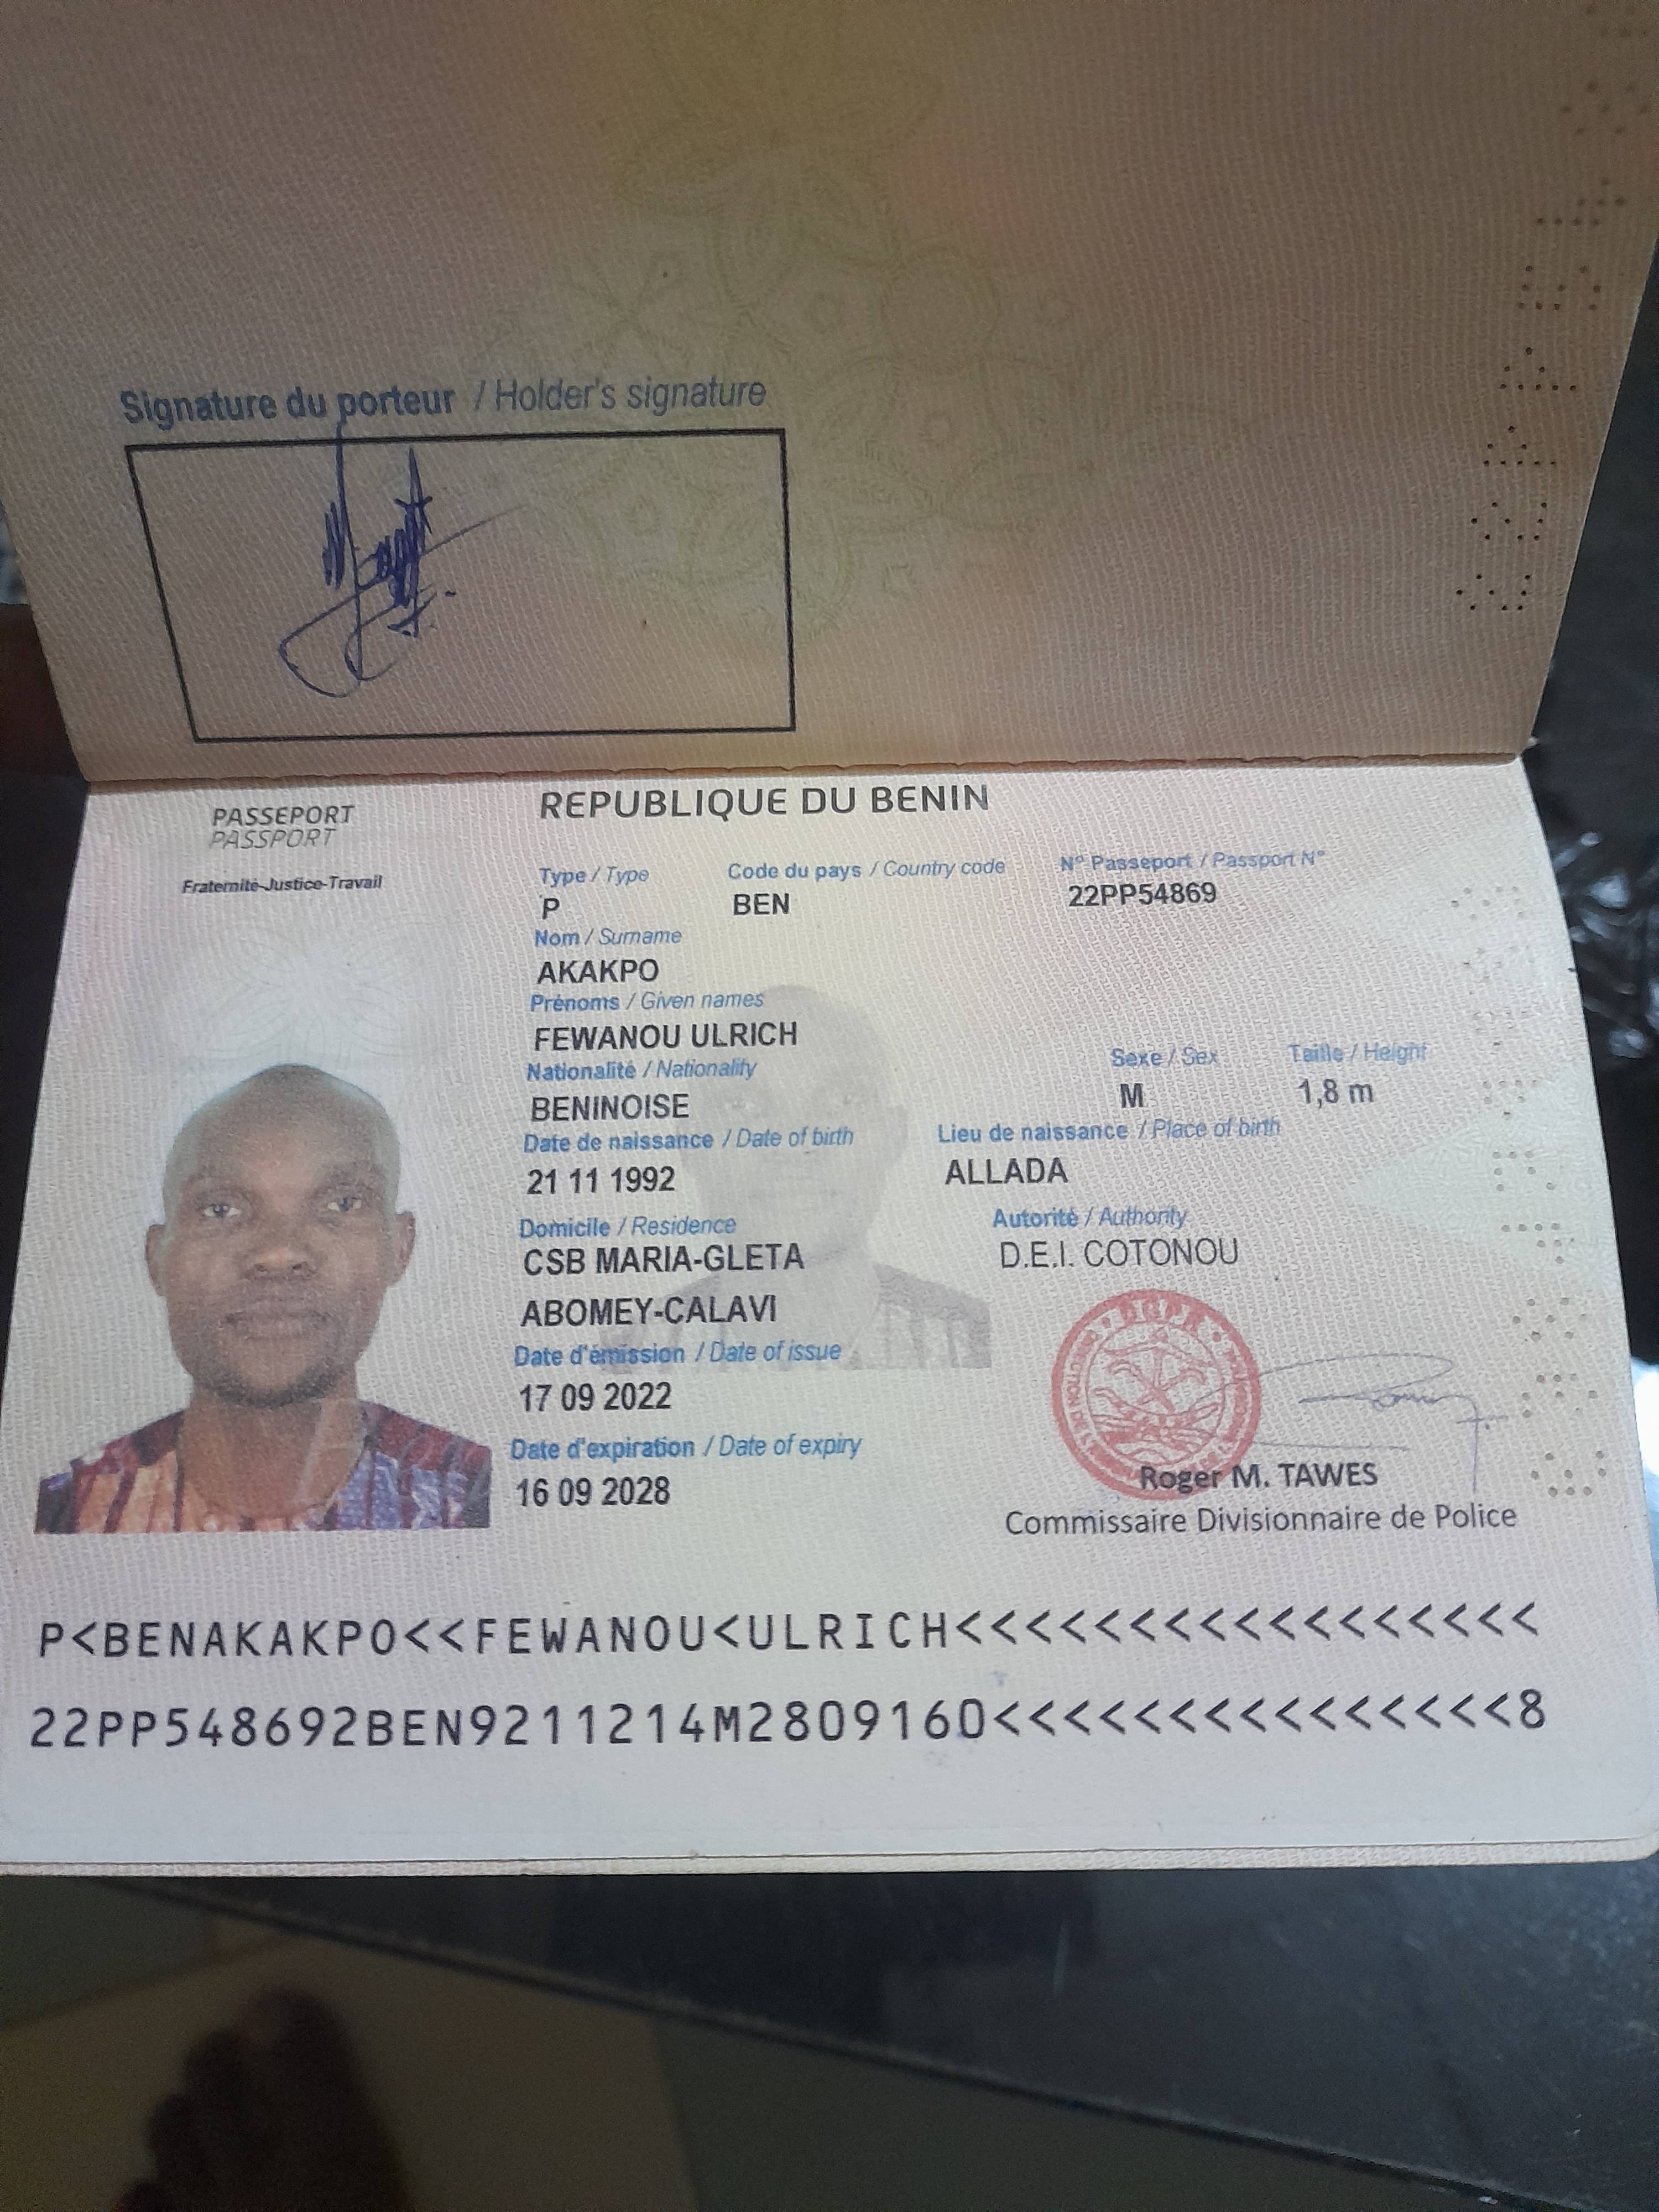 Signature du porteur / Holder's signature
PASSEPORT
PASSPORT
REPUBLIQUE DU BENIN
Fraternité-Justice-Travail
Type / Type
Code du pays / Country code
N° Passeport / Passport N°
P
BEN
22PP54869
Nom / Surname
AKAKPO
Prénoms / Given names
FEWANOU ULRICH
Nationalité / Nationality
Sexe / Sex
Taille / Height
BENINOISE
M
1,8 m
Date de naissance / Date of birth
Lieu de naissance / Place of birth
21 11 1992
ALLADA
Domicile / Residence
Autorité / Authority
CSB MARIA-GLETA
D.E.I. COTONOU
ABOMEY-CALAVI
Date d'émission / Date of issue
17 09 2022
Date d'expiration / Date of expiry
16 09 2028
Roger M. TAWES
Commissaire Divisionnaire de Police
P<BENAKAKPO<<FEWANOU<ULRICH<<<<<<<<<<<<<<<<<
22PP548692BEN9211214M2809160<<<<<<<<<<<<<<<8